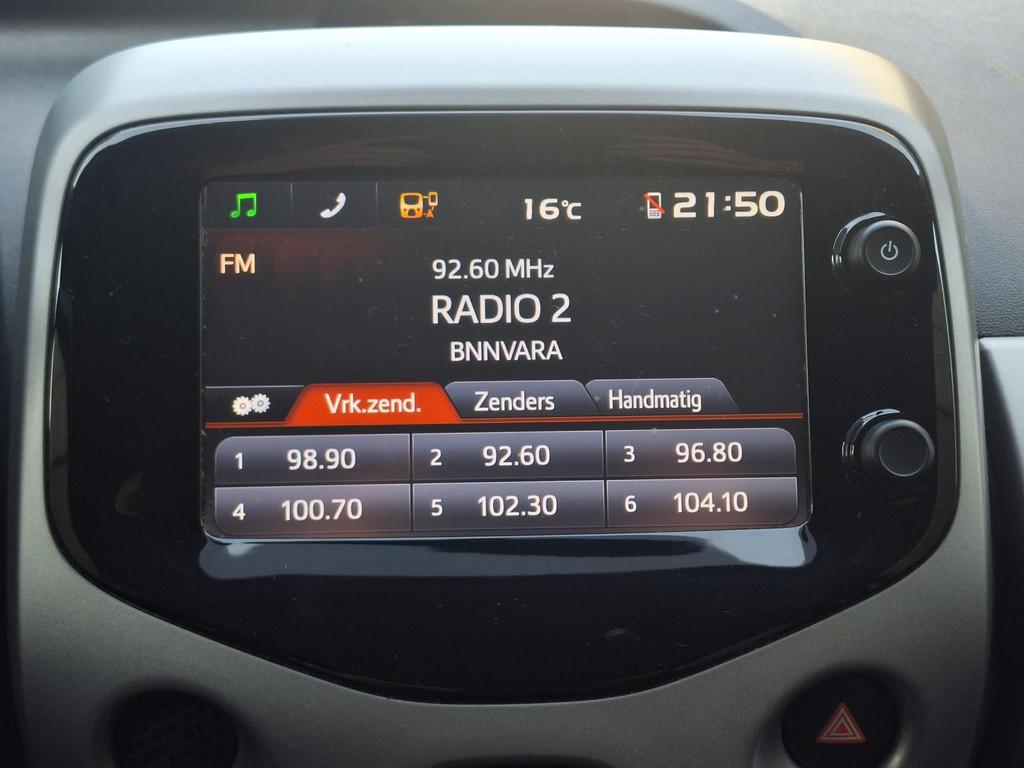 16°c 21:50
FM
92.60 MHz
RADIO 2
BNNVARA
Vrk.zend. Zenders Handmatig
1 98.90 2 92.60 3 96.80
4 100.70 5 102.30 6 104.10